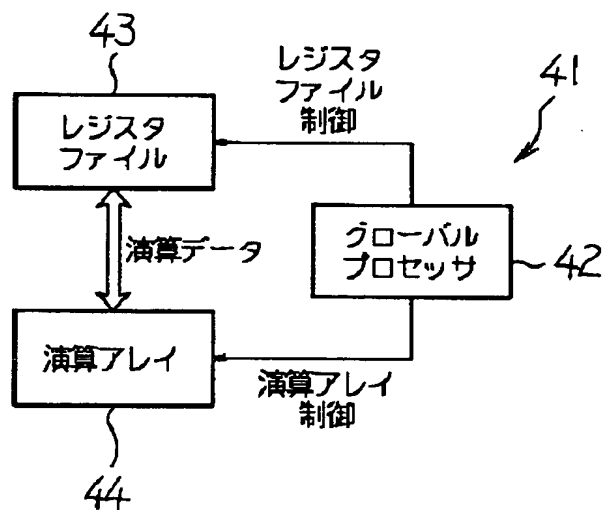 43
レジスタ
ファイル
制御
41
レジスタ
ファイル
グローバル
プロセッサ
42
演算データ
演算アレイ
演算アレイ
制御
44